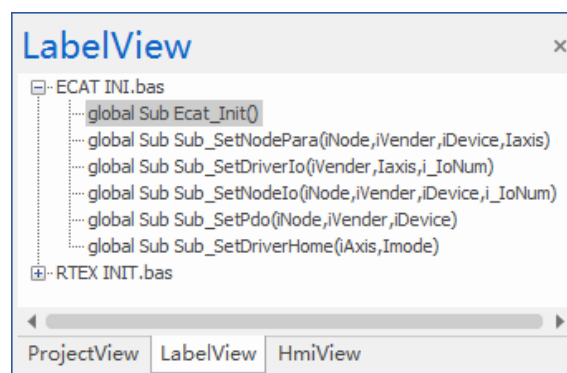 LabelView
ECAT INI.bas
global Sub Ecat_Init()
global Sub Sub_SetNodePara(iNode,iVender,iDevice,Iaxis)
global Sub Sub_SetDriverIo(iVender,Iaxis,i_IoNum)
global Sub Sub_SetNodeIo(iNode,iVender,iDevice,i_IoNum)
global Sub Sub_SetPdo(iNode,iVender,iDevice)
global Sub Sub_SetDriverHome(iAxis,Imode)
RTEX INIT.bas
ProjectView LabelView HmiView